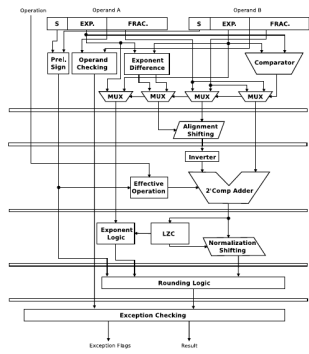 Operation
Operand A
Operand B
S
EXP.
FRAC.
S
EXP.
FRAC.
Prel.
Sign
Operand
Checking
Exponent
Difference
Comparator
MUX
MUX
MUX
MUX
Alignment
Shifting
Inverter
Effective
Operation
2'Comp Adder
Exponent
Logic
LZC
Normalization
Shifting
Rounding Logic
Exception Checking
Exception Flags
Result